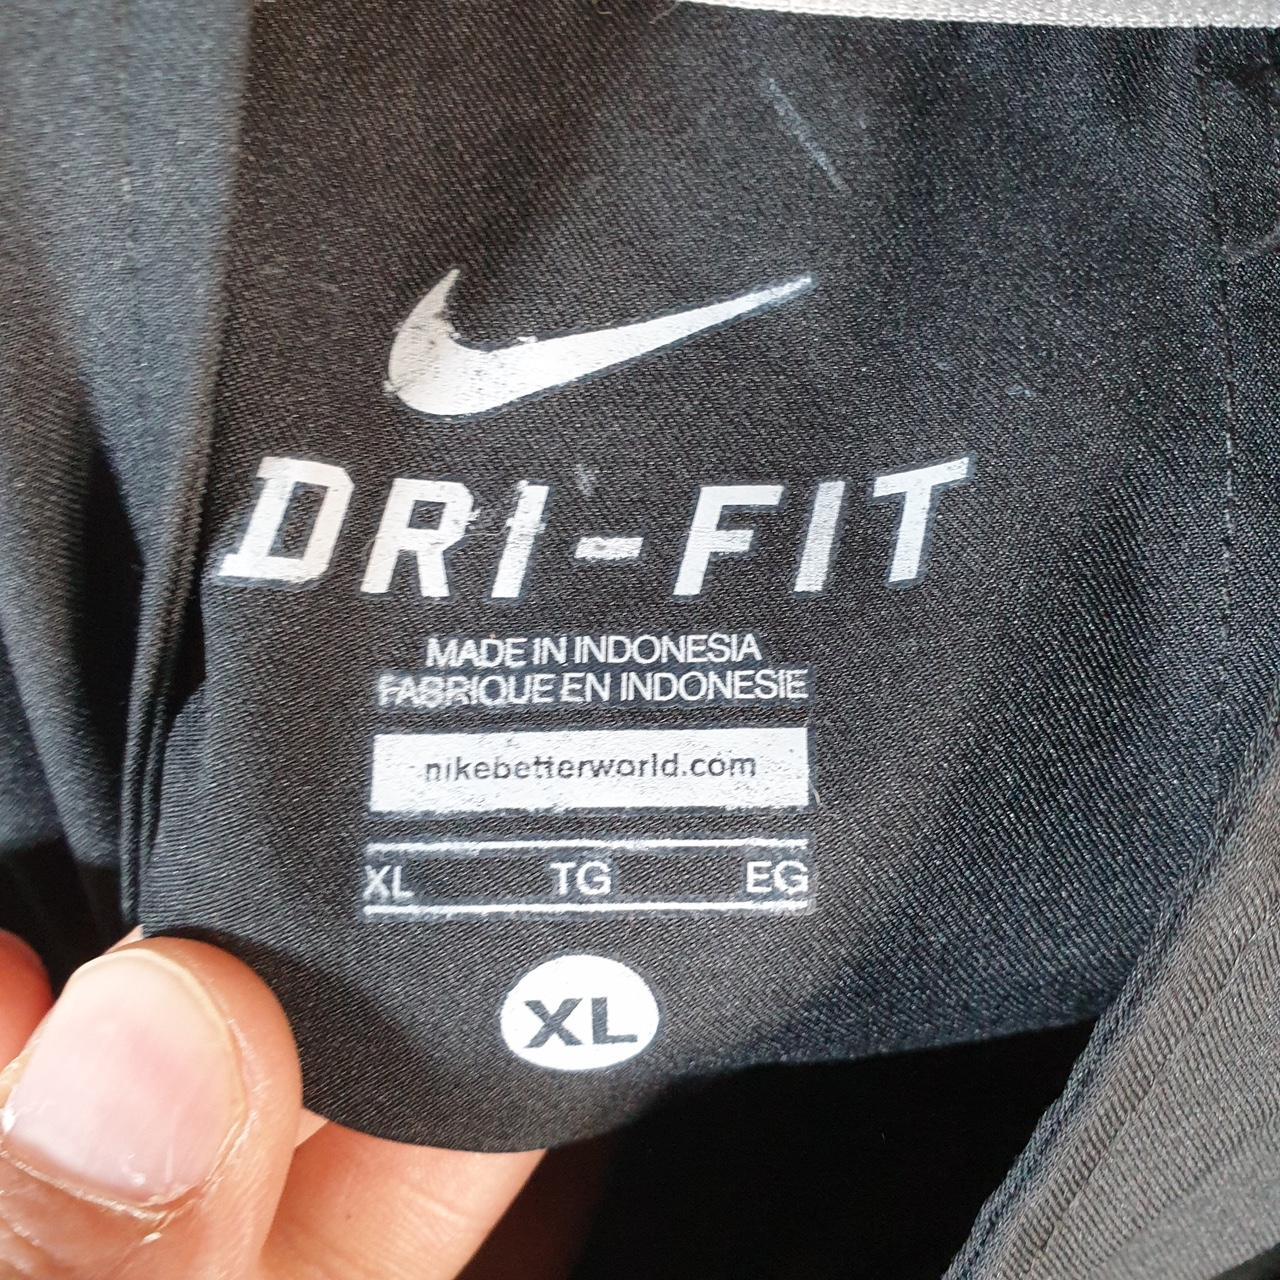 DRI-FIT
MADE IN INDONESIA
FABRIQUE EN INDONESIE
nikebetterworld.com
XL TG EG
XL